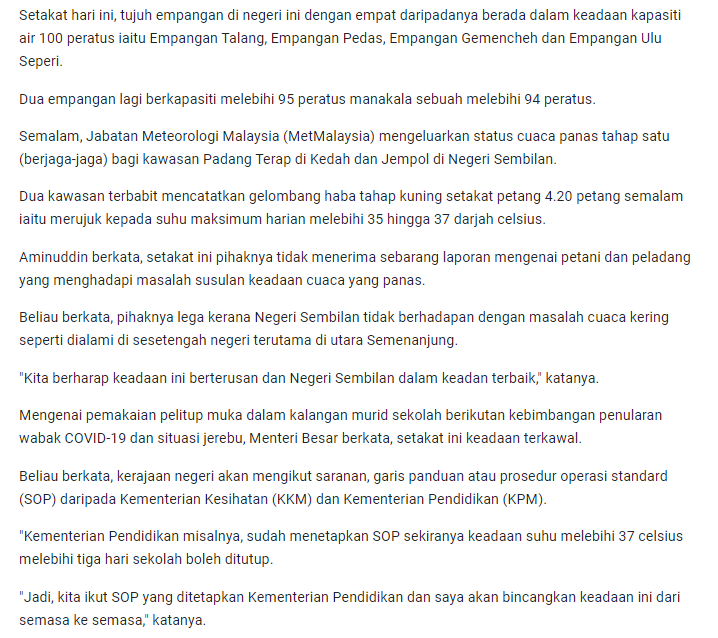 Setakat hari ini, tujuh empangan di negeri ini dengan empat daripadanya berada dalam keadaan kapasiti
air 100 peratus iaitu Empangan Talang, Empangan Pedas, Empangan Gemencheh dan Empangan Ulu
Seperi.
Dua empangan lagi berkapasiti melebihi 95 peratus manakala sebuah melebihi 94 peratus.
Semalam, Jabatan Meteorologi Malaysia (MetMalaysia) mengeluarkan status cuaca panas tahap satu
(berjaga-jaga) bagi kawasan Padang Terap di Kedah dan Jempol di Negeri Sembilan.
Dua kawasan terbabit mencatatkan gelombang haba tahap kuning setakat petang 4.20 petang semalam
iaitu merujuk kepada suhu maksimum harian melebihi 35 hingga 37 darjah celsius.
Aminuddin berkata, setakat ini pihaknya tidak menerima sebarang laporan mengenai petani dan peladang
yang menghadapi masalah susulan keadaan cuaca yang panas.
Beliau berkata, pihaknya lega kerana Negeri Sembilan tidak berhadapan dengan masalah cuaca kering
seperti dialami di sesetengah negeri terutama di utara Semenanjung.
"Kita berharap keadaan ini berterusan dan Negeri Sembilan dalam keadan terbaik," katanya.
Mengenai pemakaian pelitup muka dalam kalangan murid sekolah berikutan kebimbangan penularan
wabak COVID-19 dan situasi jerebu, Menteri Besar berkata, setakat ini keadaan terkawal.
Beliau berkata, kerajaan negeri akan mengikut saranan, garis panduan atau prosedur operasi standard
(SOP) daripada Kementerian Kesihatan (KKM) dan Kementerian Pendidikan (KPM).
"Kementerian Pendidikan misalnya, sudah menetapkan SOP sekiranya keadaan suhu melebihi 37 celsius
melebihi tiga hari sekolah boleh ditutup.
"Jadi, kita ikut SOP yang ditetapkan Kementerian Pendidikan dan saya akan bincangkan keadaan ini dari
semasa ke semasa," katanya.